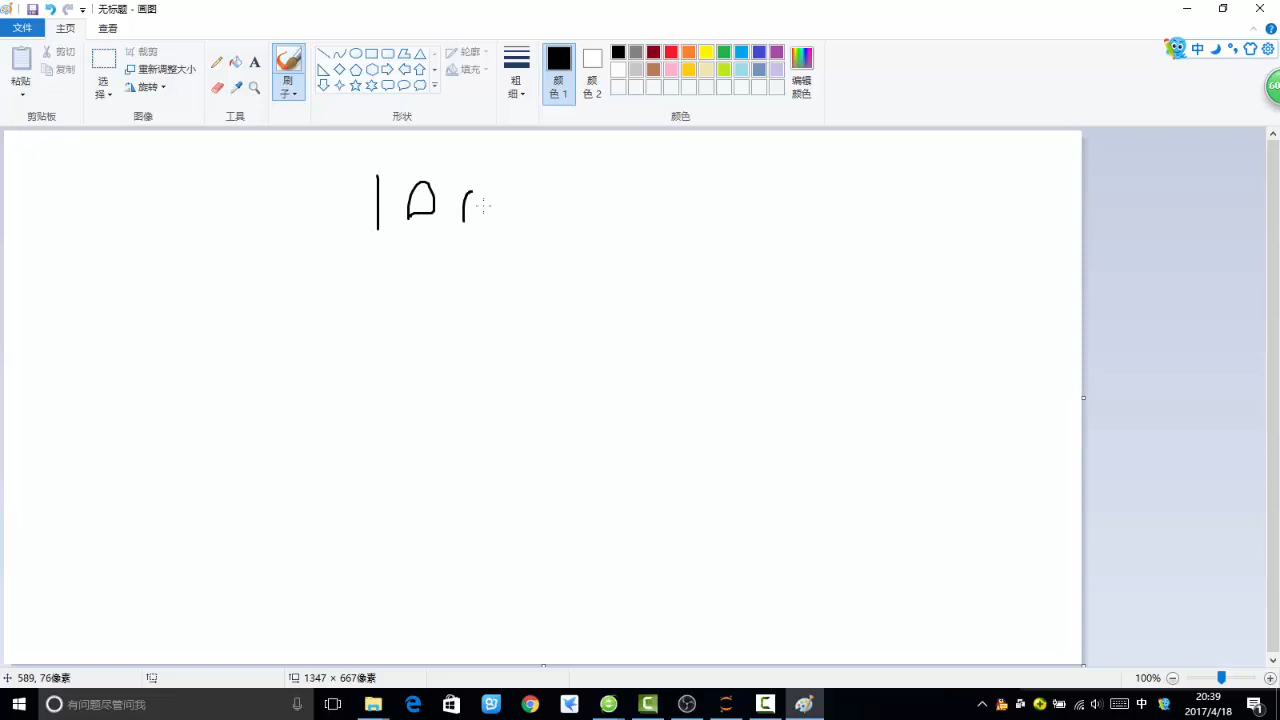 无标题 - 画图
文件 主页 查看
粘贴 剪切 复制 选择 裁剪 重新调整大小 旋转 刷子 轮廓 填充 粗细 颜色 1 颜色 2 编辑颜色
剪贴板 图像 工具 形状 颜色
中
60
10
589, 76像素 1347 × 667像素 100%
有问题尽管问我 中 20:39
2017/4/18
1